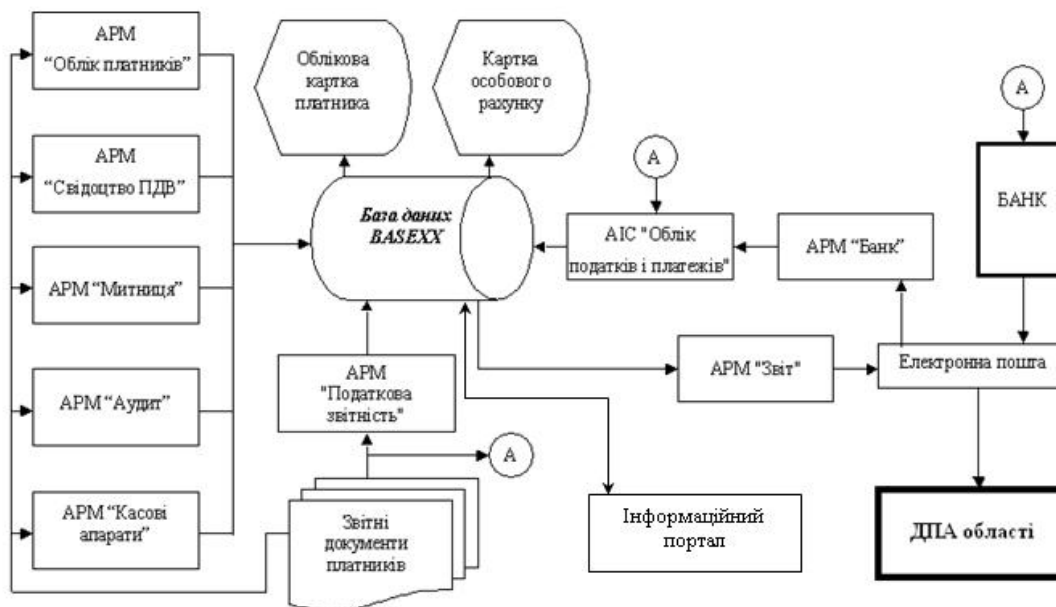 АРМ
“Облік платників”
Облікова
картка
платника
Картка
особового
рахунку
А
АРМ
“Свідоцтво ПДВ”
А
База даних
BASEXX
АІС "Облік
податків і платежів"
АРМ “Банк”
БАНК
АРМ “Митниця”
АРМ
"Податкова
звітність"
АРМ "Звіт"
Електронна пошта
АРМ “Аудит”
А
АРМ “Касові
апарати”
Звітні
документи
платників
Інформаційний
портал
ДПА області